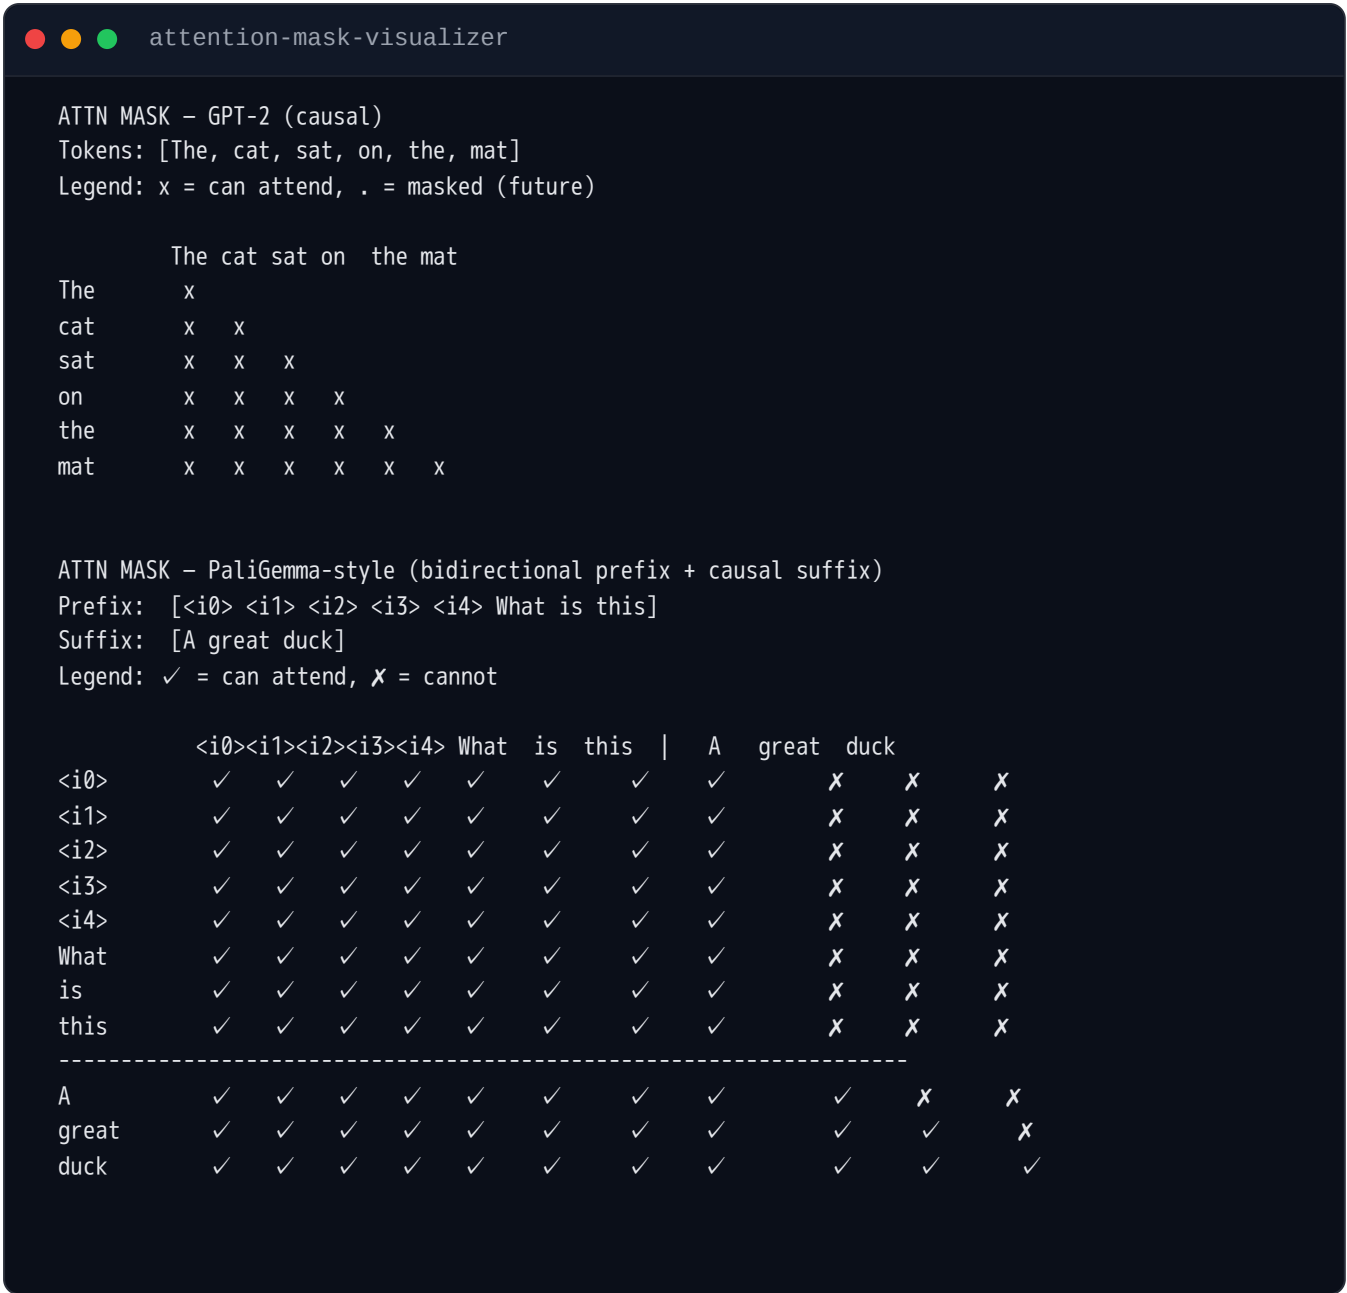 attention-mask-visualizer
ATTN MASK — GPT-2 (causal)
Tokens: [The, cat, sat, on, the, mat]
Legend: x = can attend, . = masked (future)
The cat sat on  the mat
The       x
cat       x   x
sat       x   x   x
on        x   x   x   x
the       x   x   x   x   x
mat       x   x   x   x   x   x
ATTN MASK — PaliGemma-style (bidirectional prefix + causal suffix)
Prefix:  [<i0> <i1> <i2> <i3> <i4> What is this]
Suffix:  [A great duck]
Legend: ✓ = can attend, ✗ = cannot
<i0><i1><i2><i3><i4> What  is  this  |   A   great  duck
<i0>        ✓   ✓   ✓   ✓   ✓    ✓     ✓    ✓       ✗    ✗     ✗
<i1>        ✓   ✓   ✓   ✓   ✓    ✓     ✓    ✓       ✗    ✗     ✗
<i2>        ✓   ✓   ✓   ✓   ✓    ✓     ✓    ✓       ✗    ✗     ✗
<i3>        ✓   ✓   ✓   ✓   ✓    ✓     ✓    ✓       ✗    ✗     ✗
<i4>        ✓   ✓   ✓   ✓   ✓    ✓     ✓    ✓       ✗    ✗     ✗
What        ✓   ✓   ✓   ✓   ✓    ✓     ✓    ✓       ✗    ✗     ✗
is          ✓   ✓   ✓   ✓   ✓    ✓     ✓    ✓       ✗    ✗     ✗
this        ✓   ✓   ✓   ✓   ✓    ✓     ✓    ✓       ✗    ✗     ✗
--------------------------------------------------------------------
A           ✓   ✓   ✓   ✓   ✓    ✓     ✓    ✓       ✓     ✗     ✗
great       ✓   ✓   ✓   ✓   ✓    ✓     ✓    ✓       ✓     ✓      ✗
duck        ✓   ✓   ✓   ✓   ✓    ✓     ✓    ✓       ✓     ✓      ✓